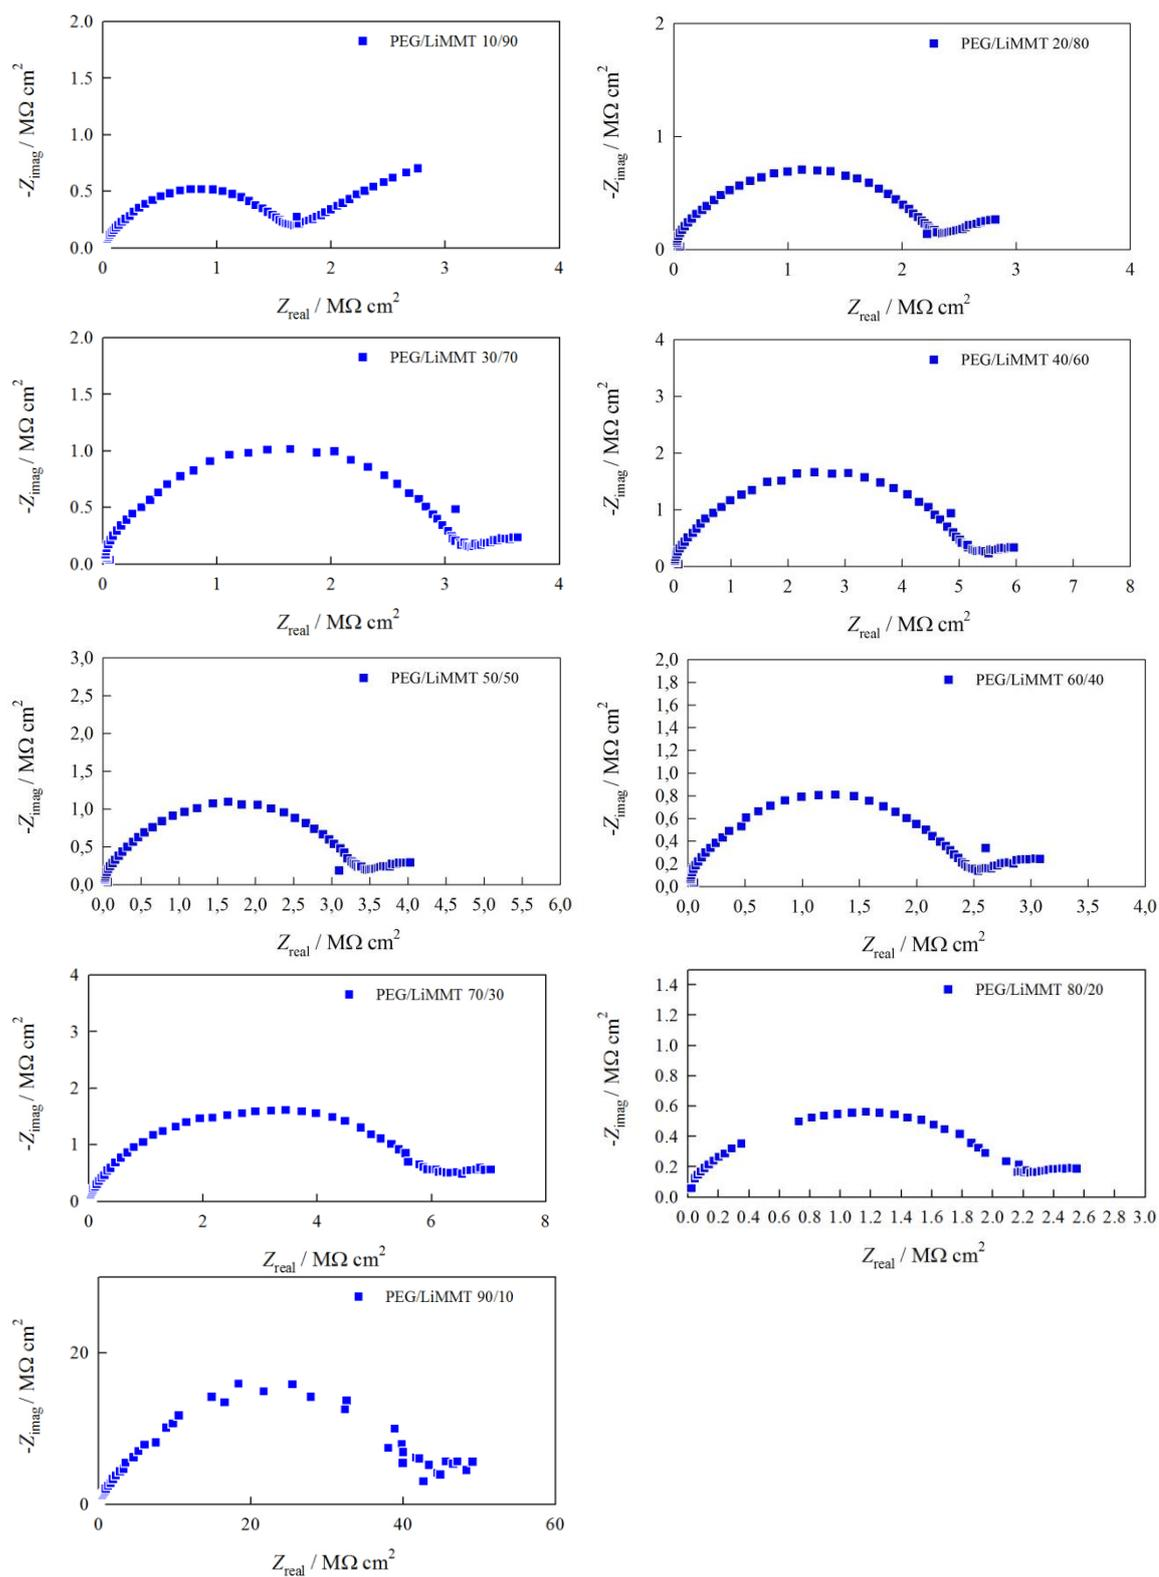 2.0
PEG/LiMMT 10/90
1.5
1.0
0.5
0.0
-Zimag / MΩ cm²
0 1 2 3 4
Zreal / MΩ cm²
2
PEG/LiMMT 20/80
1
0
-Zimag / MΩ cm²
0 1 2 3 4
Zreal / MΩ cm²
2.0
PEG/LiMMT 30/70
1.5
1.0
0.5
0.0
-Zimag / MΩ cm²
0 1 2 3 4
Zreal / MΩ cm²
4
PEG/LiMMT 40/60
3
2
1
0
-Zimag / MΩ cm²
0 1 2 3 4 5 6 7 8
Zreal / MΩ cm²
3,0
PEG/LiMMT 50/50
2,5
2,0
1,5
1,0
0,5
0,0
-Zimag / MΩ cm²
0,0 0,5 1,0 1,5 2,0 2,5 3,0 3,5 4,0 4,5 5,0 5,5 6,0
Zreal / MΩ cm²
2,0
PEG/LiMMT 60/40
1,8
1,6
1,4
1,2
1,0
0,8
0,6
0,4
0,2
0,0
-Zimag / MΩ cm²
0,0 0,5 1,0 1,5 2,0 2,5 3,0 3,5 4,0
Zreal / MΩ cm²
4
PEG/LiMMT 70/30
3
2
1
0
-Zimag / MΩ cm²
0 2 4 6 8
Zreal / MΩ cm²
PEG/LiMMT 80/20
1.4
1.2
1.0
0.8
0.6
0.4
0.2
0.0
-Zimag / MΩ cm²
0.0 0.2 0.4 0.6 0.8 1.0 1.2 1.4 1.6 1.8 2.0 2.2 2.4 2.6 2.8 3.0
Zreal / MΩ cm²
PEG/LiMMT 90/10
20
0
-Zimag / MΩ cm²
0 20 40 60
Zreal / MΩ cm²